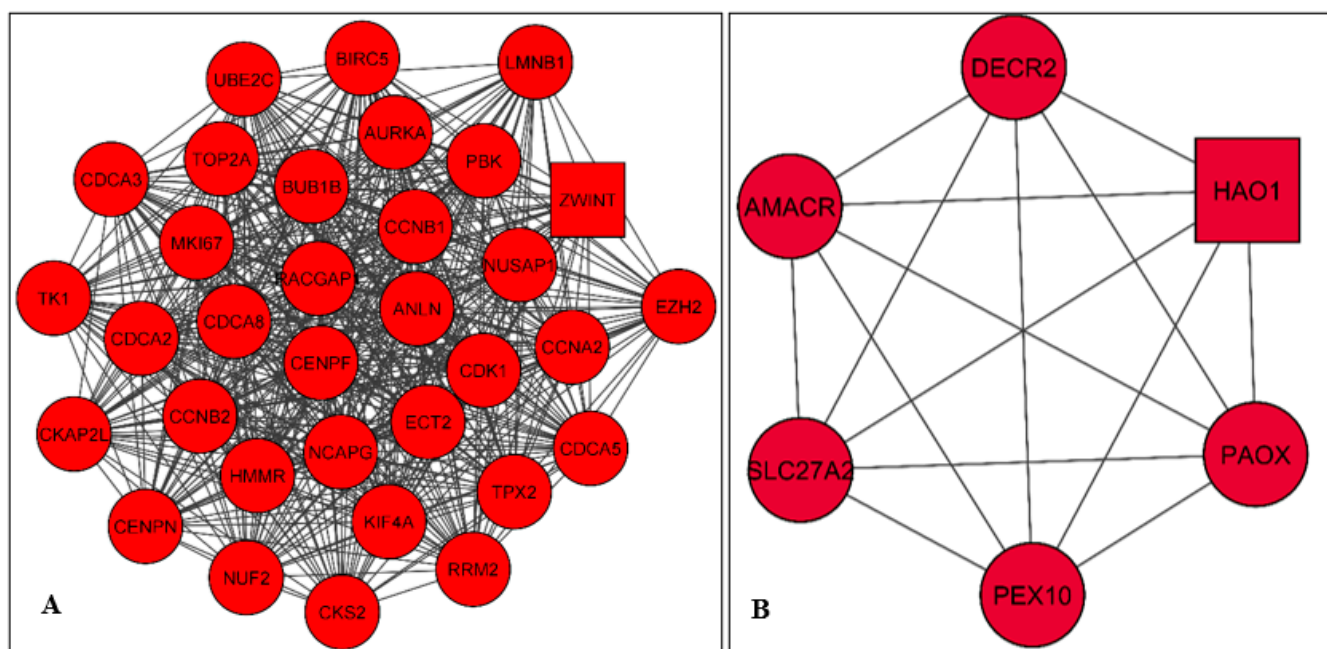 BIRC5
LMNB1
UBE2C
AURKA
TOP2A
PBK
CDCA3
BUB1B
ZWINT
CCNB1
MKI67
NUSAP1
RACGAP1
TK1
EZH2
ANLN
CDCA8
CDCA2
CCNA2
CENPF
CDK1
CCNB2
ECT2
CKAP2L
CDCA5
NCAPG
HMMR
TPX2
KIF4A
CENPN
RRM2
NUF2
CKS2
A
DECR2
HAO1
AMACR
SLC27A2
PAOX
PEX10
B